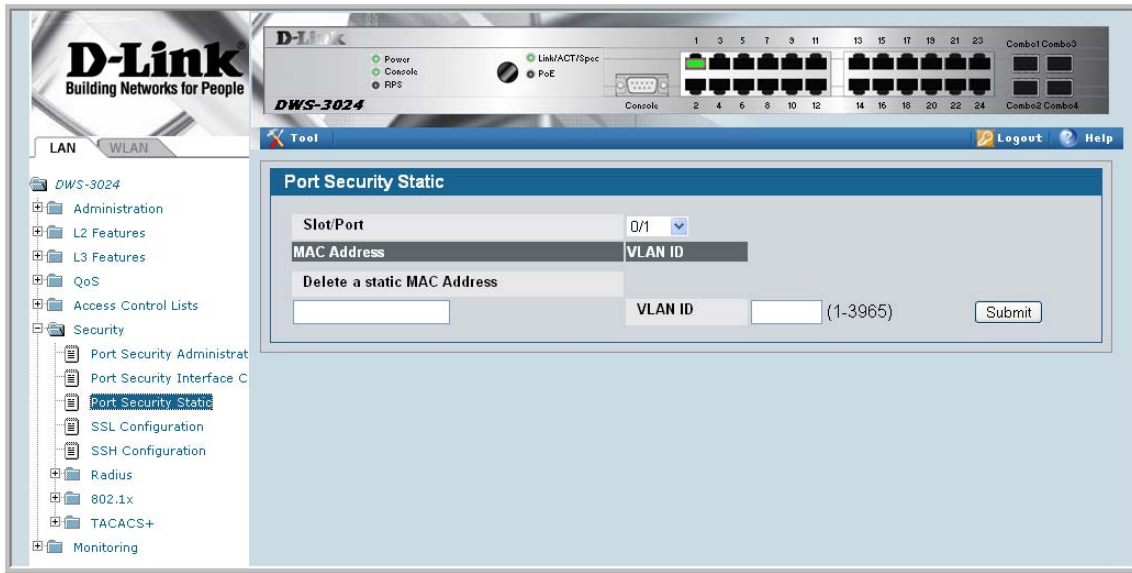 D-Link
Building Networks for People
D-Link
Power
Console
RPS
Link/ACT/Spec
PoE
DWS-3024
Console
1 3 5 7 9 11 13 15 17 19 21 23
2 4 6 8 10 12 14 16 18 20 22 24
Combo1 Combo3
Combo2 Combo4
LAN
WLAN
Tool
Logout
Help
DWS-3024
Administration
L2 Features
L3 Features
QoS
Access Control Lists
Security
Port Security Administrat
Port Security Interface C
Port Security Static
SSL Configuration
SSH Configuration
Radius
802.1x
TACACS+
Monitoring
Port Security Static
Slot/Port
0/1
MAC Address VLAN ID
Delete a static MAC Address
VLAN ID (1-3965) Submit